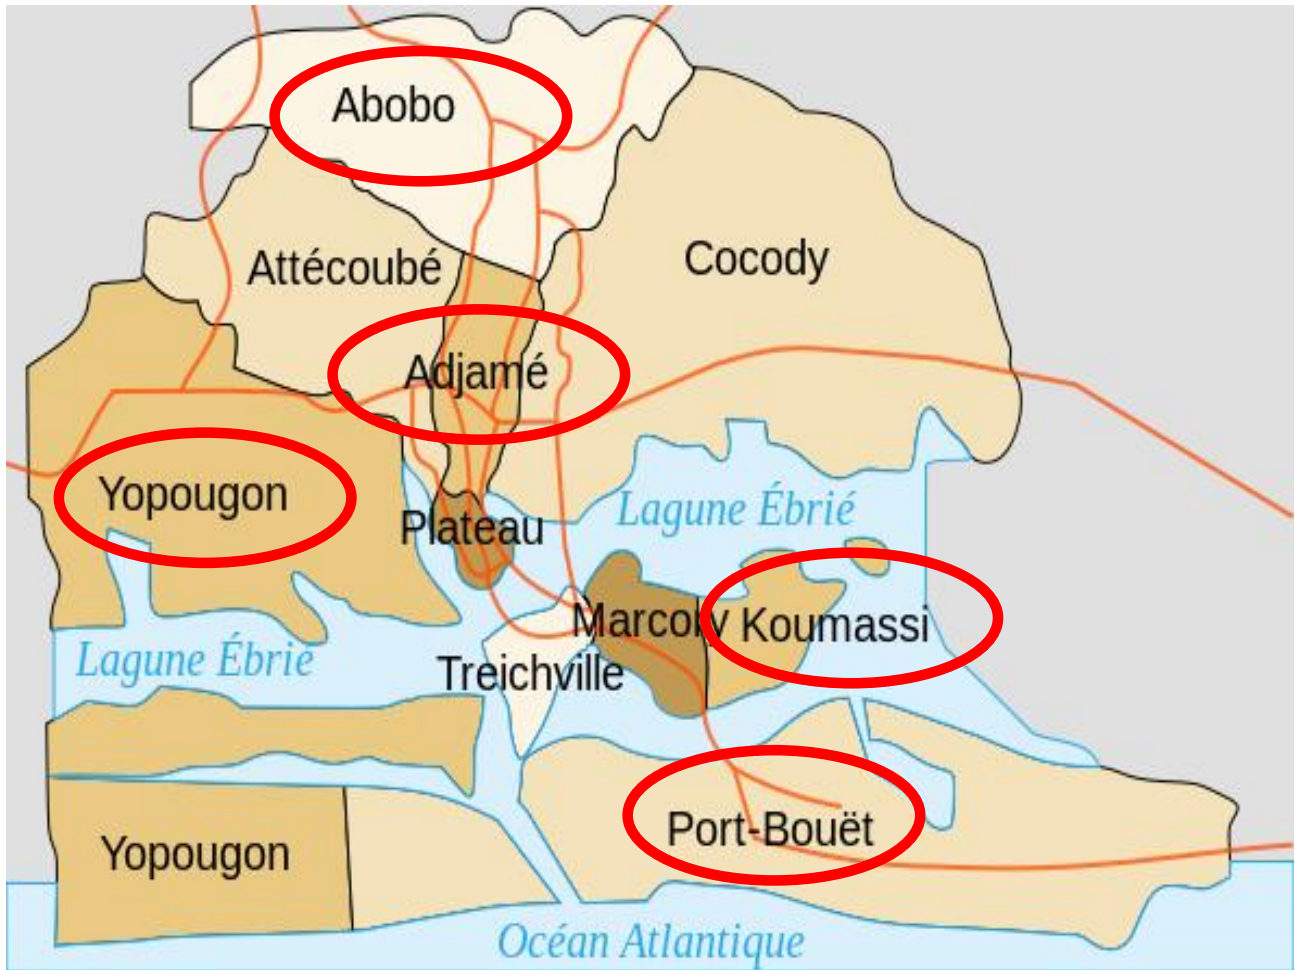 Abobo
Attécoubé
Cocody
Adjamé
Yopougon
Lagune Ébrié
Plateau
Marcory
Koumassi
Lagune Ébrié
Treichville
Port-Bouët
Yopougon
Océan Atlantique